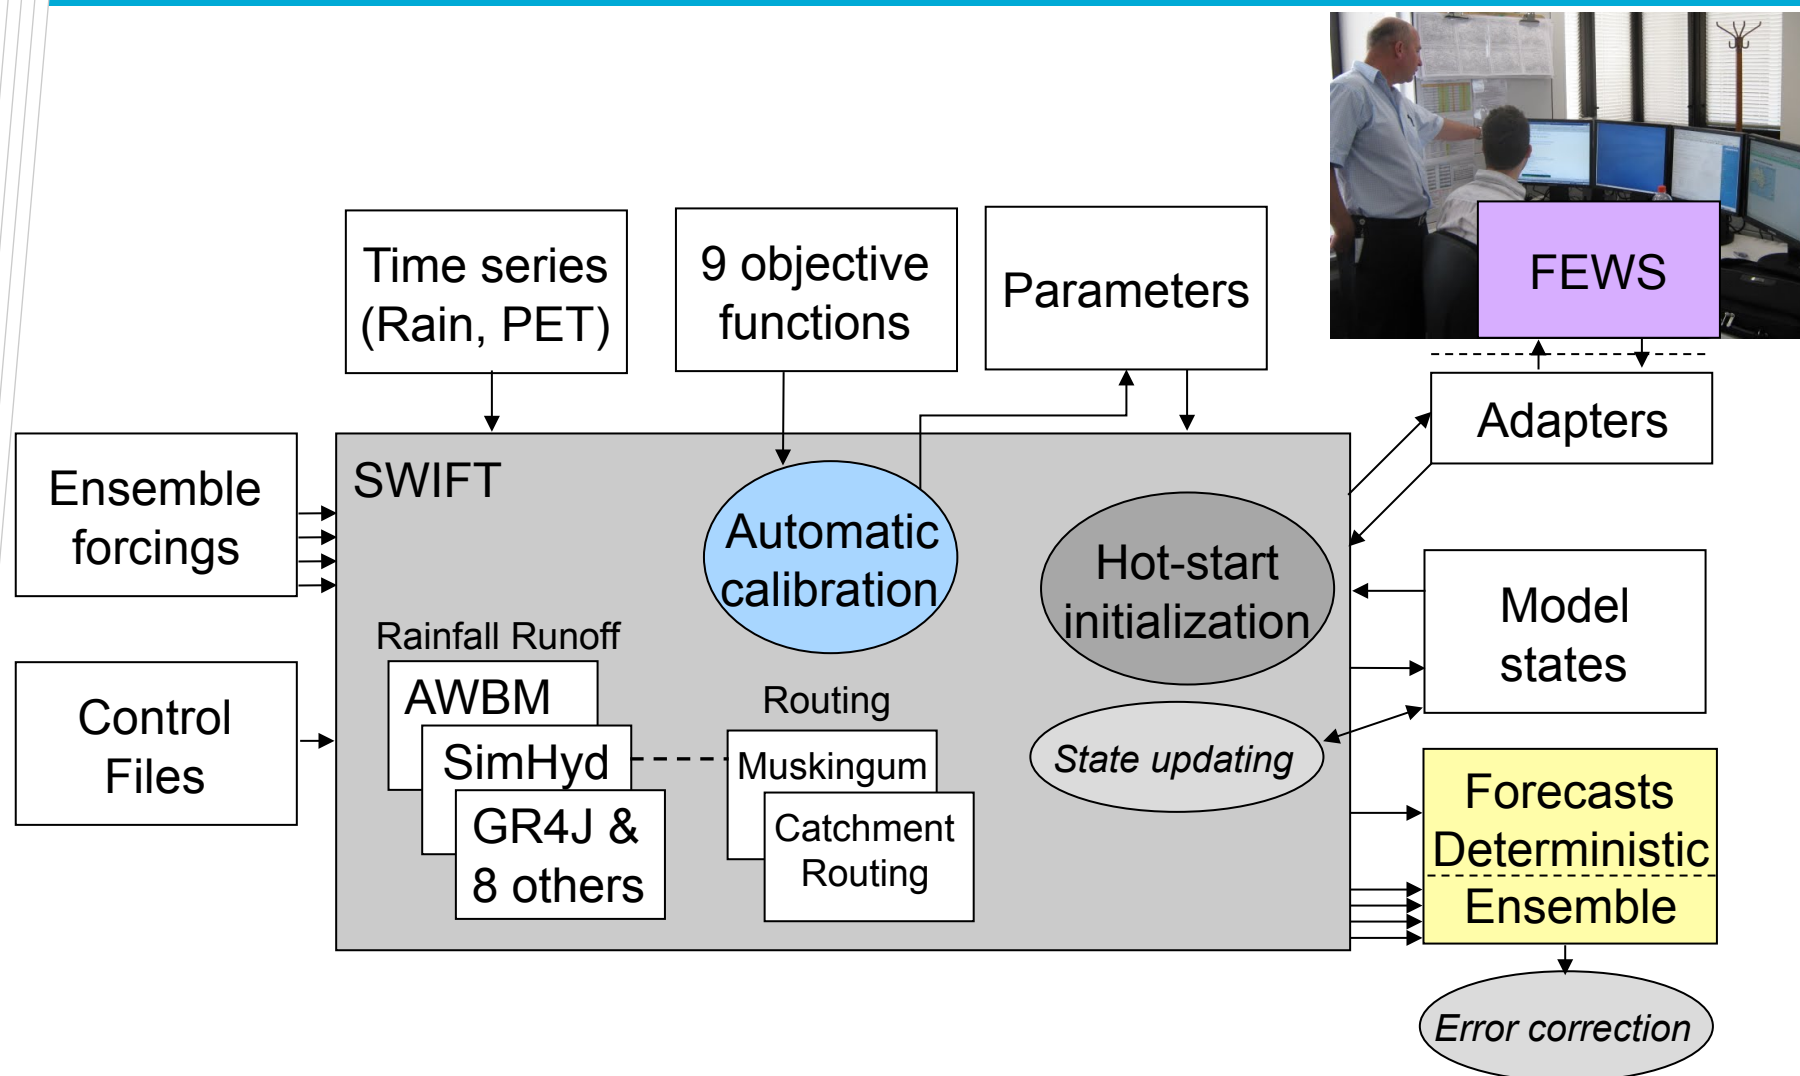 Time series
(Rain, PET)
9 objective
functions
Parameters
FEWS
Adapters
Ensemble
forcings
SWIFT
Automatic
calibration
Hot-start
initialization
Model
states
Control
Files
Rainfall Runoff
AWBM
SimHyd
GR4J &
8 others
Routing
Muskingum
Catchment
Routing
State updating
Forecasts
Deterministic
Ensemble
Error correction